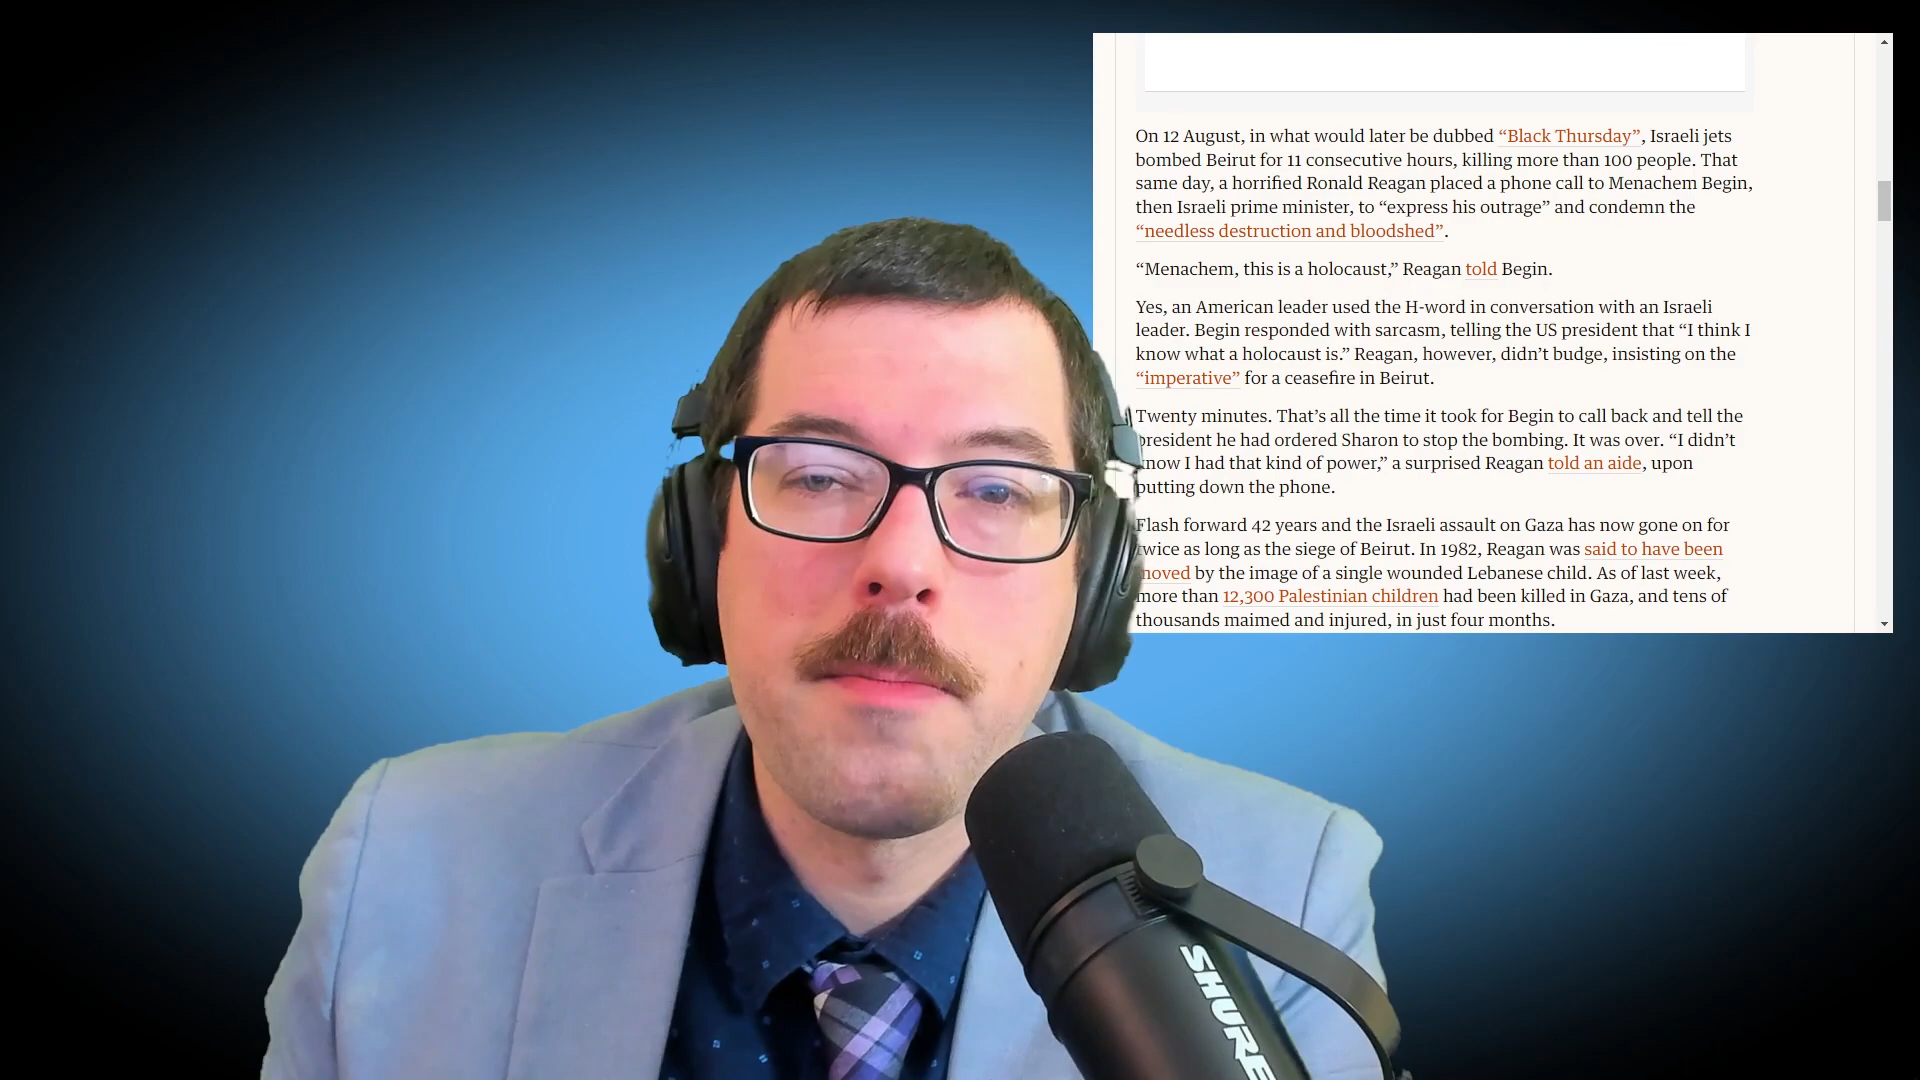 On 12 August, in what would later be dubbed “Black Thursday”, Israeli jets
bombed Beirut for 11 consecutive hours, killing more than 100 people. That
same day, a horrified Ronald Reagan placed a phone call to Menachem Begin,
then Israeli prime minister, to “express his outrage” and condemn the
“needless destruction and bloodshed”.
“Menachem, this is a holocaust,” Reagan told Begin.
Yes, an American leader used the H-word in conversation with an Israeli
leader. Begin responded with sarcasm, telling the US president that “I think I
know what a holocaust is.” Reagan, however, didn’t budge, insisting on the
“imperative” for a ceasefire in Beirut.
Twenty minutes. That’s all the time it took for Begin to call back and tell the
president he had ordered Sharon to stop the bombing. It was over. “I didn’t
know I had that kind of power,” a surprised Reagan told an aide, upon
putting down the phone.
Flash forward 42 years and the Israeli assault on Gaza has now gone on for
twice as long as the siege of Beirut. In 1982, Reagan was said to have been
moved by the image of a single wounded Lebanese child. As of last week,
more than 12,300 Palestinian children had been killed in Gaza, and tens of
thousands maimed and injured, in just four months.
SHURE